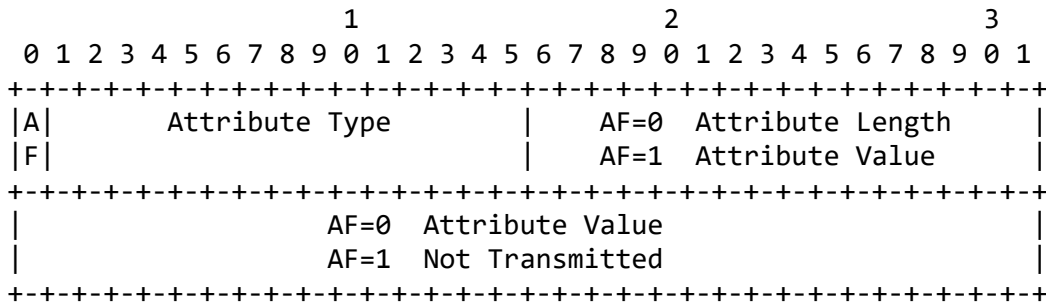 1                   2                   3
 0 1 2 3 4 5 6 7 8 9 0 1 2 3 4 5 6 7 8 9 0 1 2 3 4 5 6 7 8 9 0 1
+-+-+-+-+-+-+-+-+-+-+-+-+-+-+-+-+-+-+-+-+-+-+-+-+-+-+-+-+-+-+-+-+
|A|       Attribute Type        |    AF=0  Attribute Length     |
|F|                             |    AF=1  Attribute Value      |
+-+-+-+-+-+-+-+-+-+-+-+-+-+-+-+-+-+-+-+-+-+-+-+-+-+-+-+-+-+-+-+-+
|                   AF=0  Attribute Value                       |
|                   AF=1  Not Transmitted                       |
+-+-+-+-+-+-+-+-+-+-+-+-+-+-+-+-+-+-+-+-+-+-+-+-+-+-+-+-+-+-+-+-+